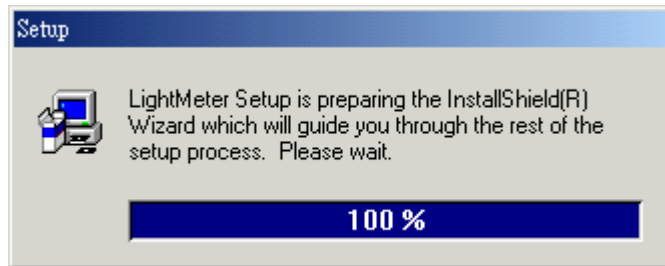 Setup
LightMeter Setup is preparing the InstallShield(R)
Wizard which will guide you through the rest of the
setup process.  Please wait.
100 %